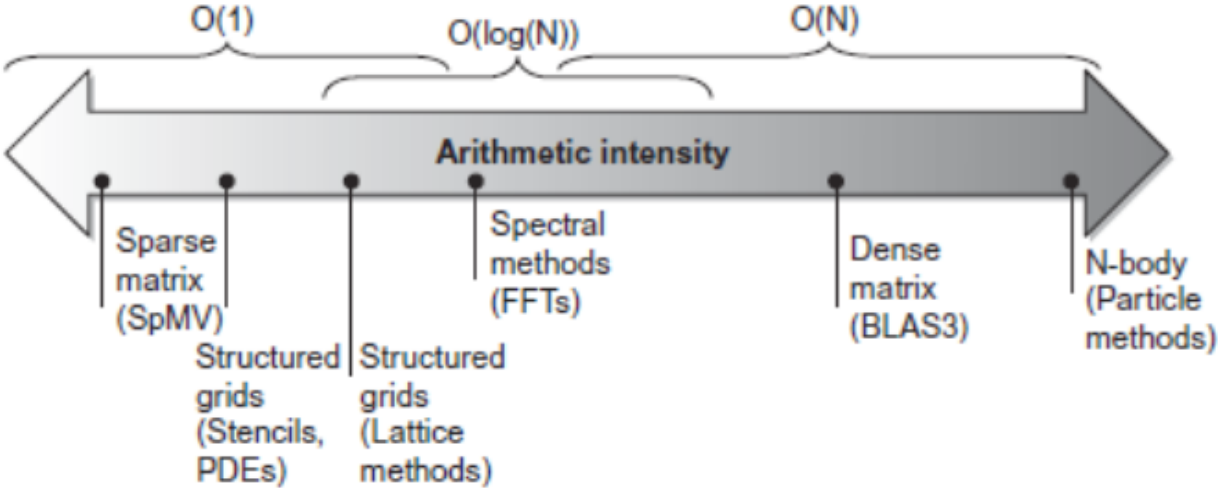 O(1)
O(log(N))
O(N)
Arithmetic intensity
Sparse
matrix
(SpMV)
Structured
grids
(Stencils,
PDEs)
Structured
grids
(Lattice
methods)
Spectral
methods
(FFTs)
Dense
matrix
(BLAS3)
N-body
(Particle
methods)